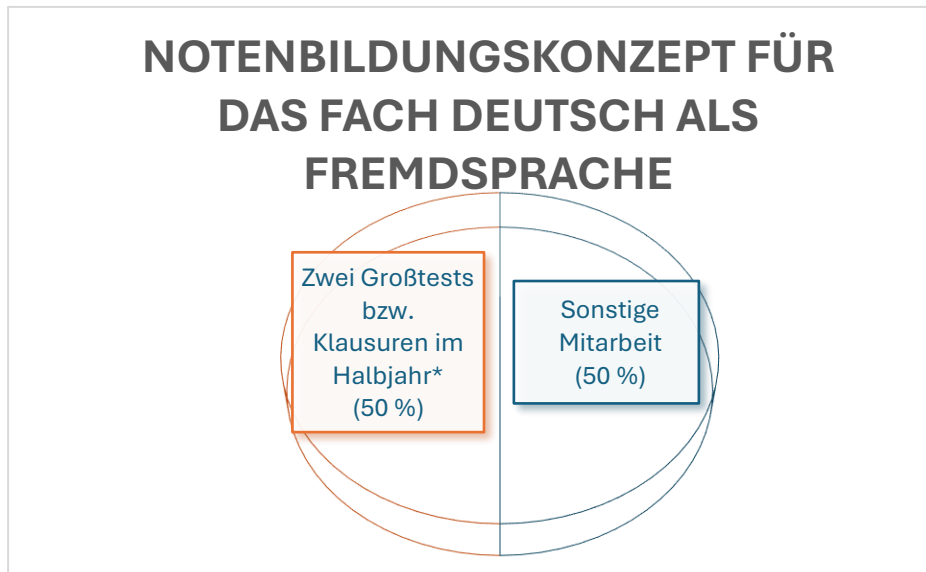 NOTENBILDUNGSKONZEPT FÜR
DAS FACH DEUTSCH ALS
FREMDSPRACHE
Zwei Großtests
bzw.
Klausuren im
Halbjahr*
(50 %)
Sonstige
Mitarbeit
(50 %)